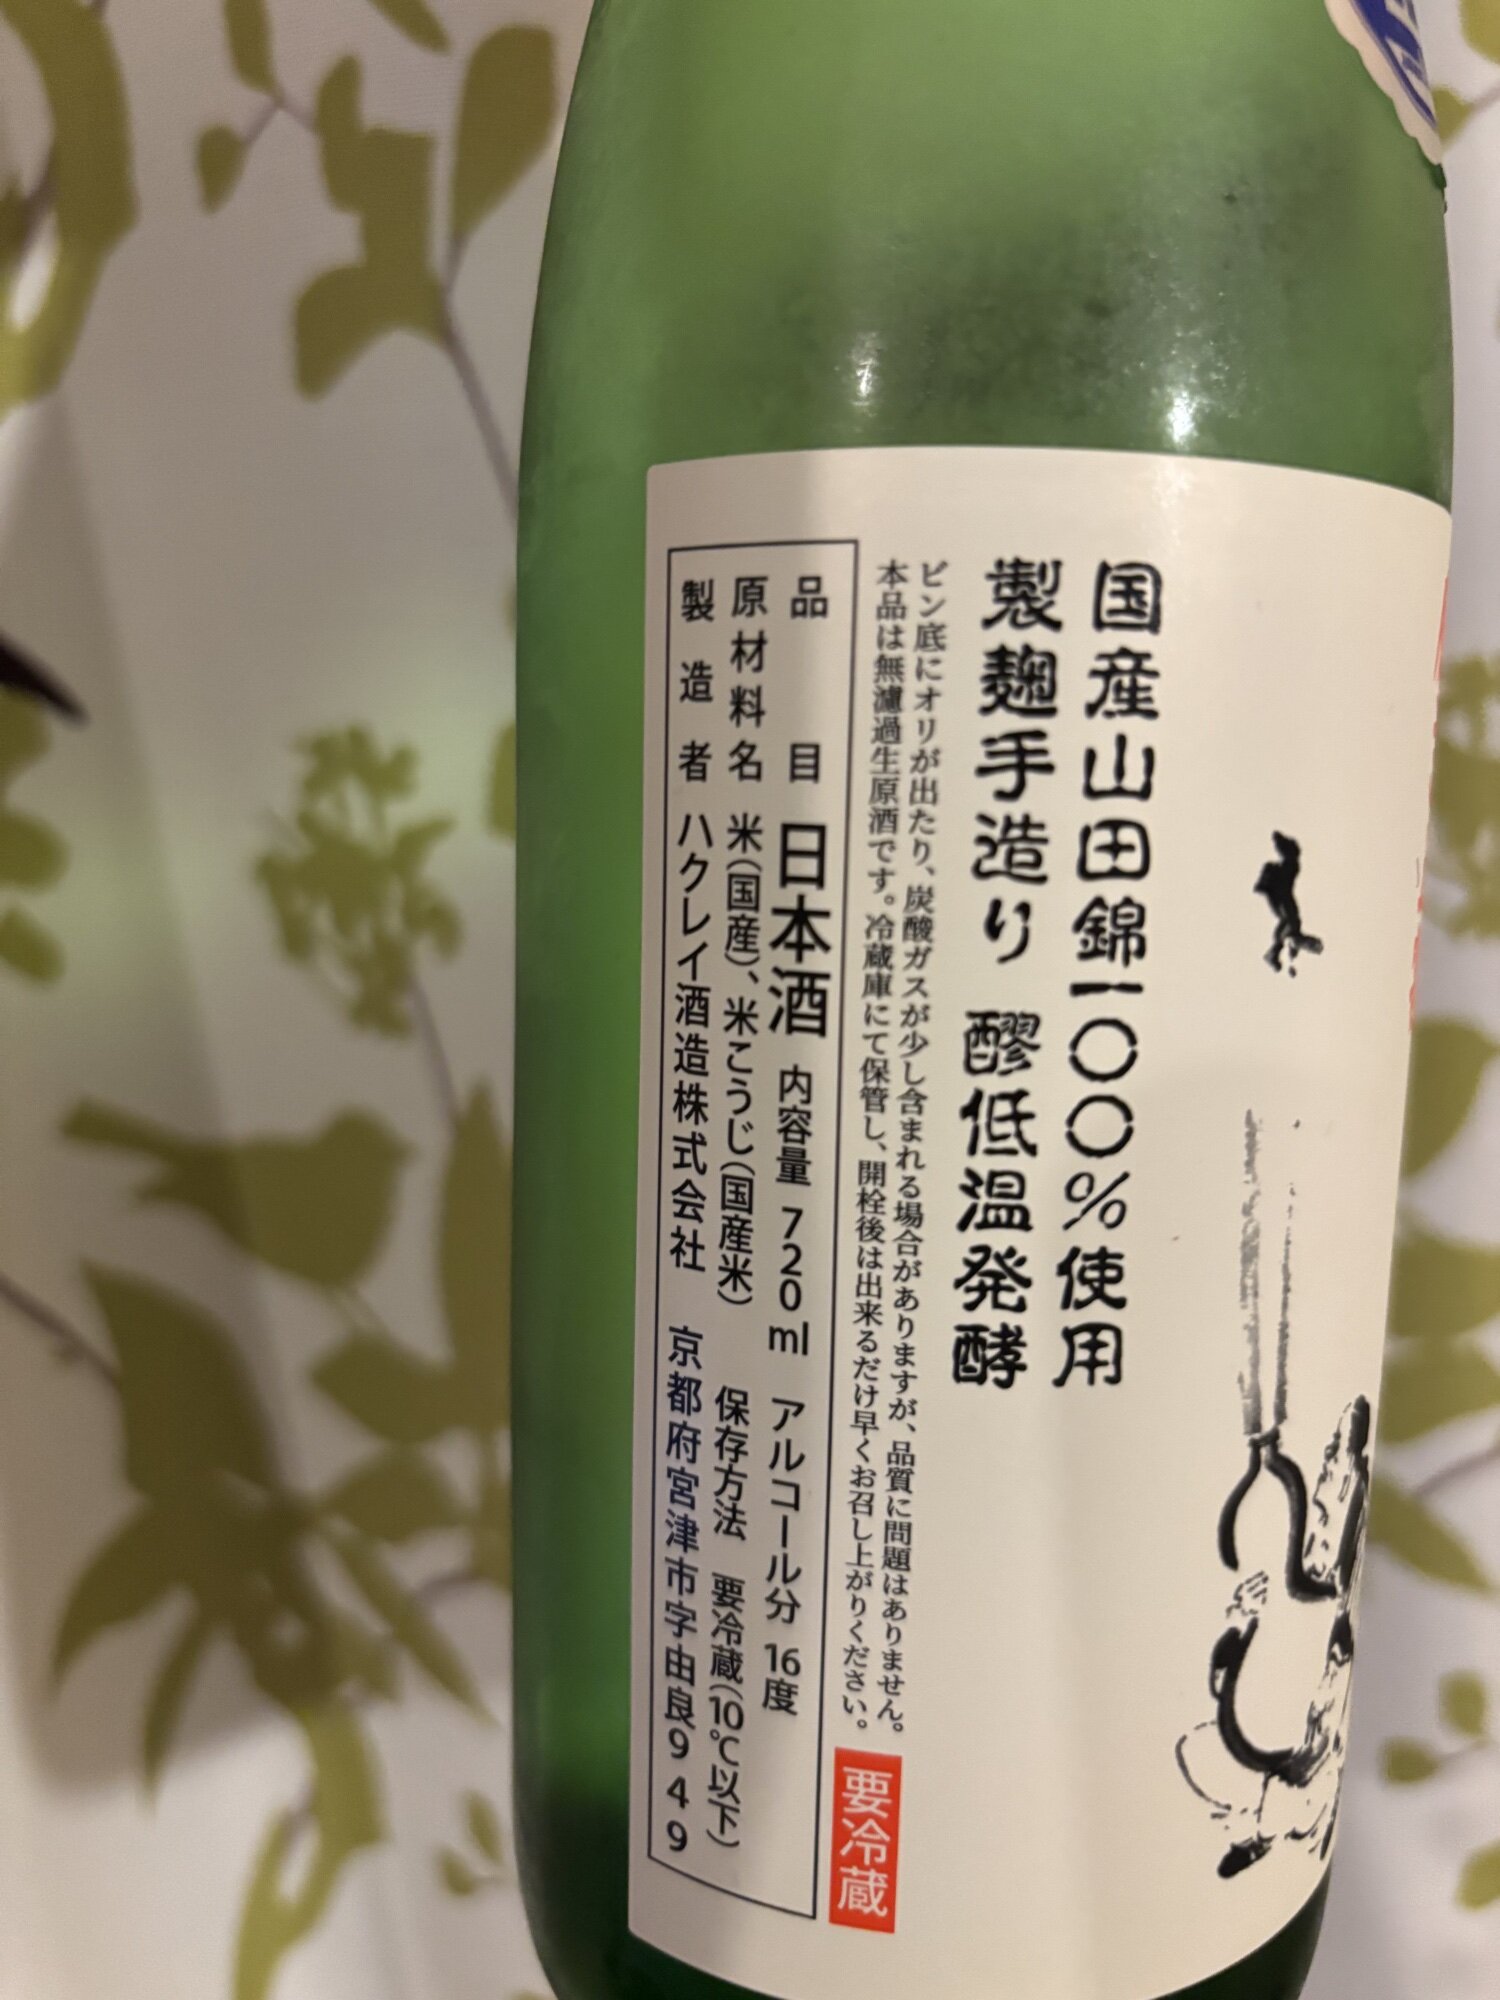 国産山田錦一〇〇%使用
製麹手造り 醪低温発酵
ビン底にオリが出たり、炭酸ガスが少し含まれる場合がありますが、品質に問題はありません。
本品は無濾過生原酒です。冷蔵庫にて保管し、開栓後は出来るだけ早くお召し上がりください。
要冷蔵
品目 日本酒 内容量 720ml アルコール分 16度
原材料名 米(国産)、米こうじ(国産米) 保存方法 要冷蔵(10℃以下)
製造者 ハクレイ酒造株式会社 京都府宮津市字由良949